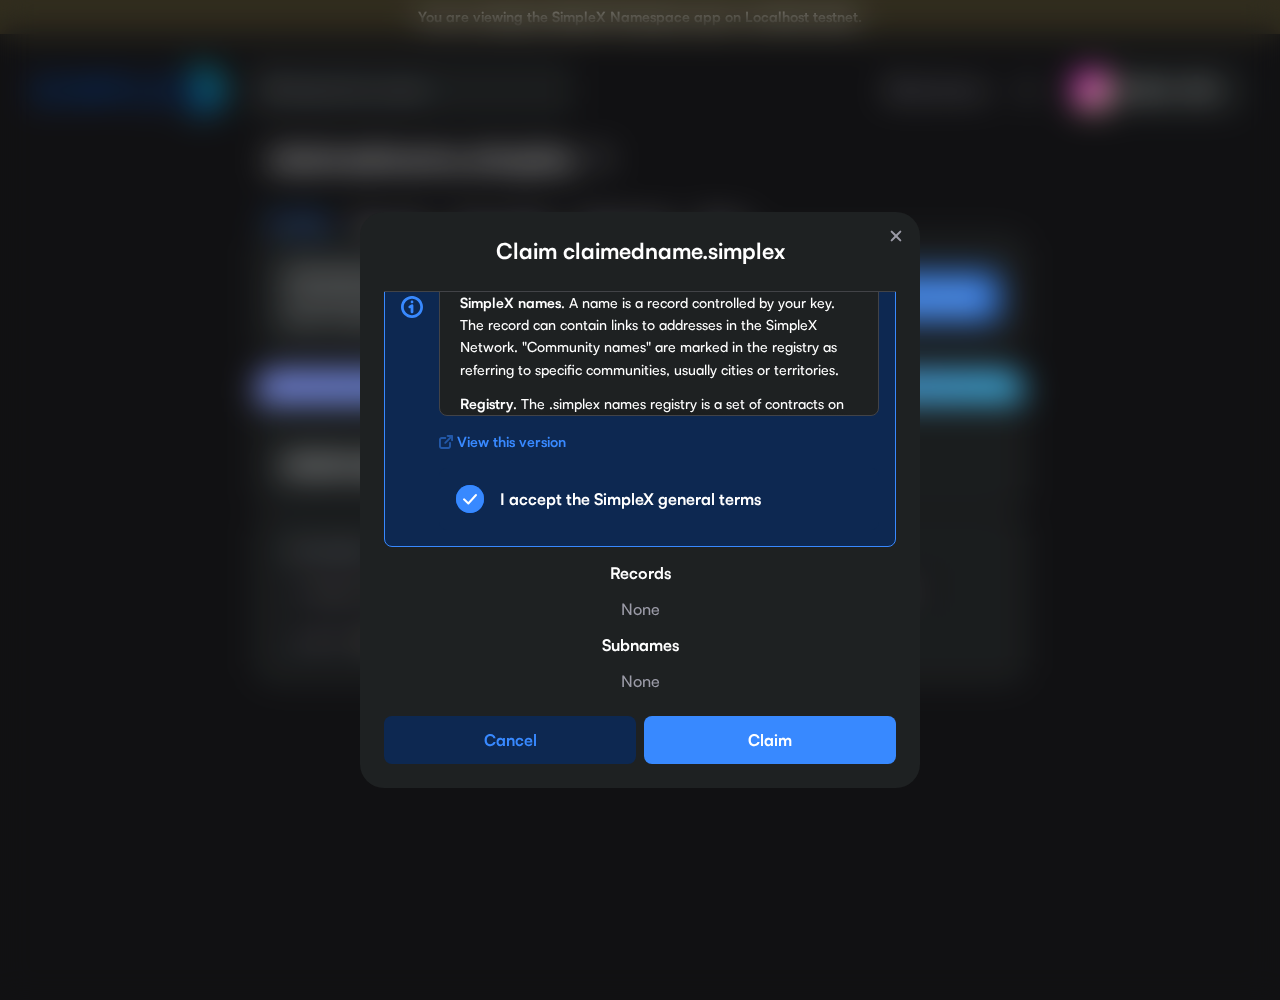 You are viewing the SimpleX Namespace app on Localhost testnet.
Claim claimedname.simplex
SimpleX names. A name is a record controlled by your key.
The record can contain links to addresses in the SimpleX
Network. "Community names" are marked in the registry as
referring to specific communities, usually cities or territories.
Registry. The .simplex names registry is a set of contracts on
View this version
I accept the SimpleX general terms
Records
None
Subnames
None
Cancel
Claim